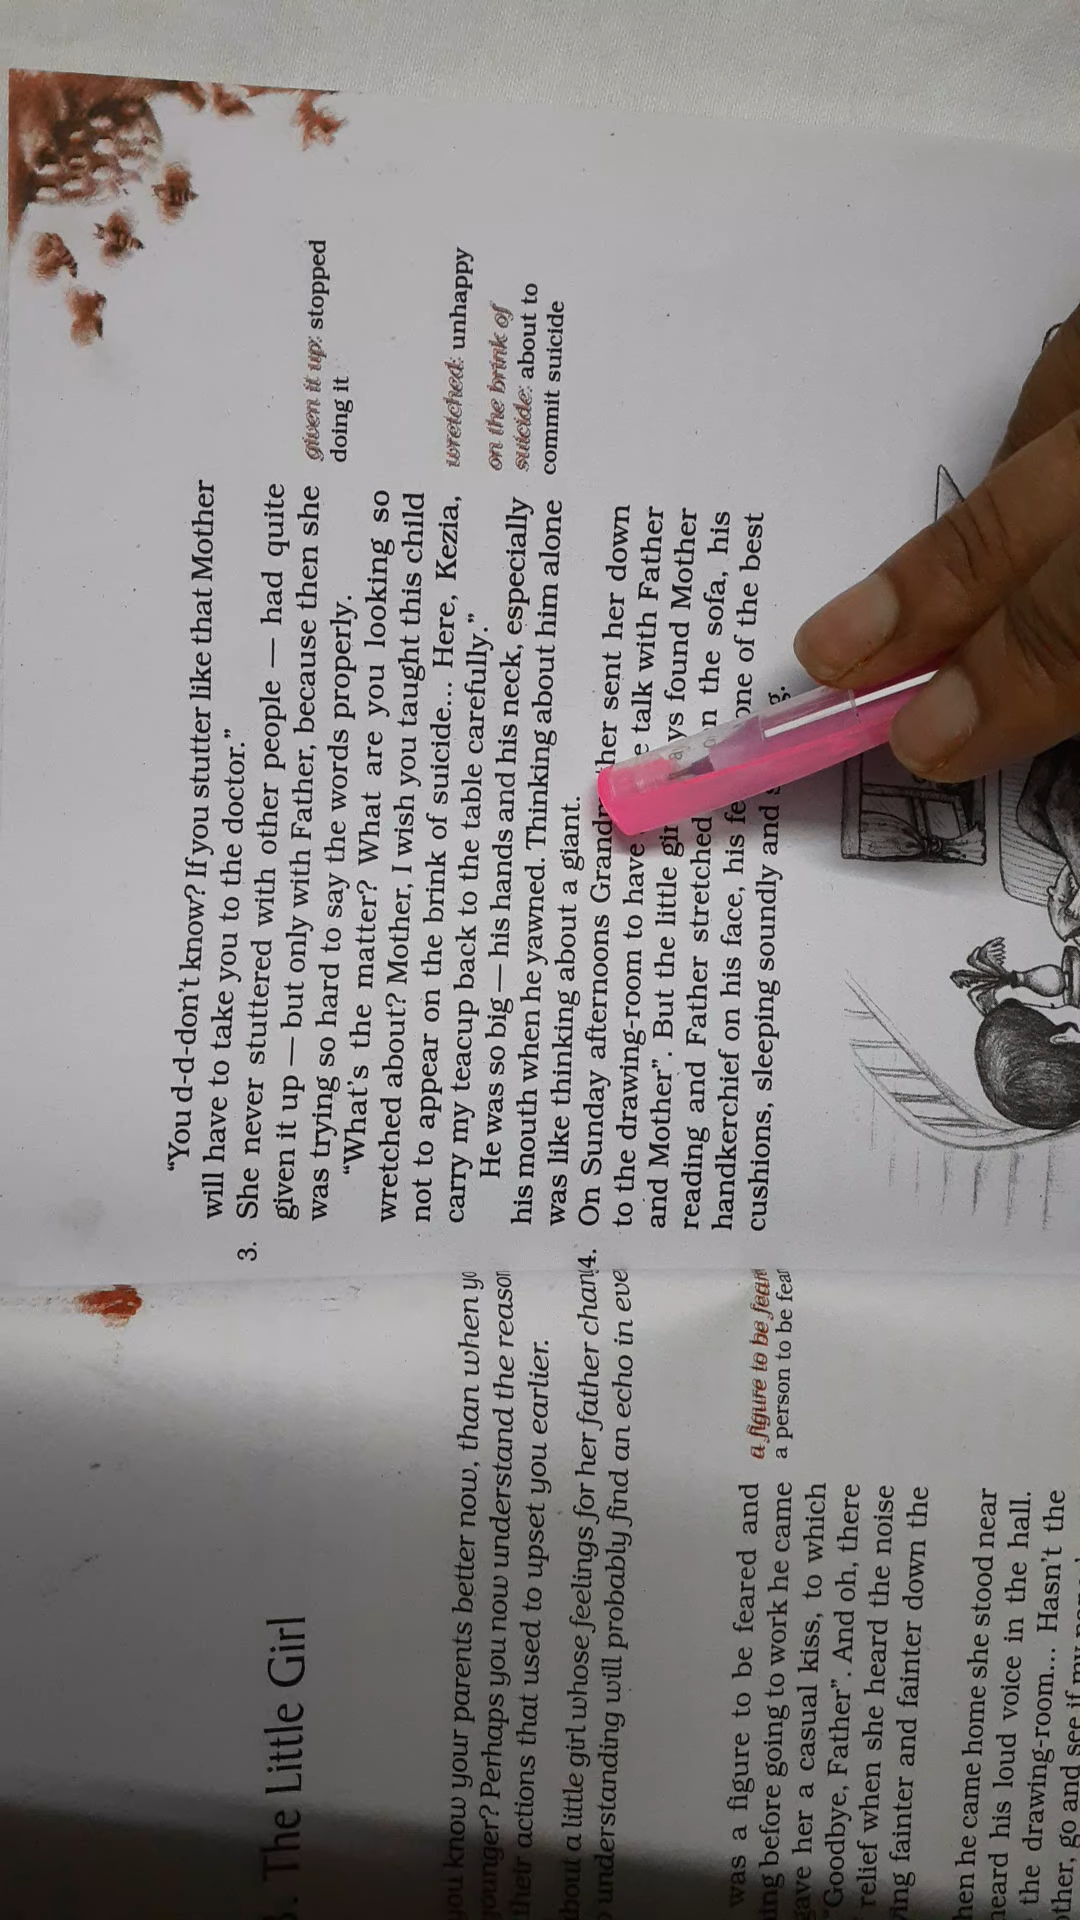 . The Little Girl
you know your parents better now, than when yo
younger? Perhaps you now understand the reason
their actions that used to upset you earlier.
bout a little girl whose feelings for her father chan
understanding will probably find an echo in eve
was a figure to be feared and
ing before going to work he came
gave her a casual kiss, to which
"Goodbye, Father". And oh, there
relief when she heard the noise
ing fainter and fainter down the
a figure to be fear
a person to be fear
hen he came home she stood near
heard his loud voice in the hall.
the drawing-room... Hasn't the
ther, go and see if my
"You d-d-don't know? If you stutter like that Mother
will have to take you to the doctor."
3. She never stuttered with other people — had quite
given it up — but only with Father, because then she
was trying so hard to say the words properly.
given it up: stopped
doing it
"What's the matter? What are you looking so
wretched about? Mother, I wish you taught this child
not to appear on the brink of suicide... Here, Kezia,
carry my teacup back to the table carefully."
wretched: unhappy
He was so big — his hands and his neck, especially
his mouth when he yawned. Thinking about him alone
was like thinking about a giant.
on the brink of
suicide: about to
commit suicide
4. On Sunday afternoons Grand ther sent her down
to the drawing-room to have talk with Father
and Mother". But the little gir ays found Mother
reading and Father stretched on the sofa, his
handkerchief on his face, his fe one of the best
cushions, sleeping soundly and g.